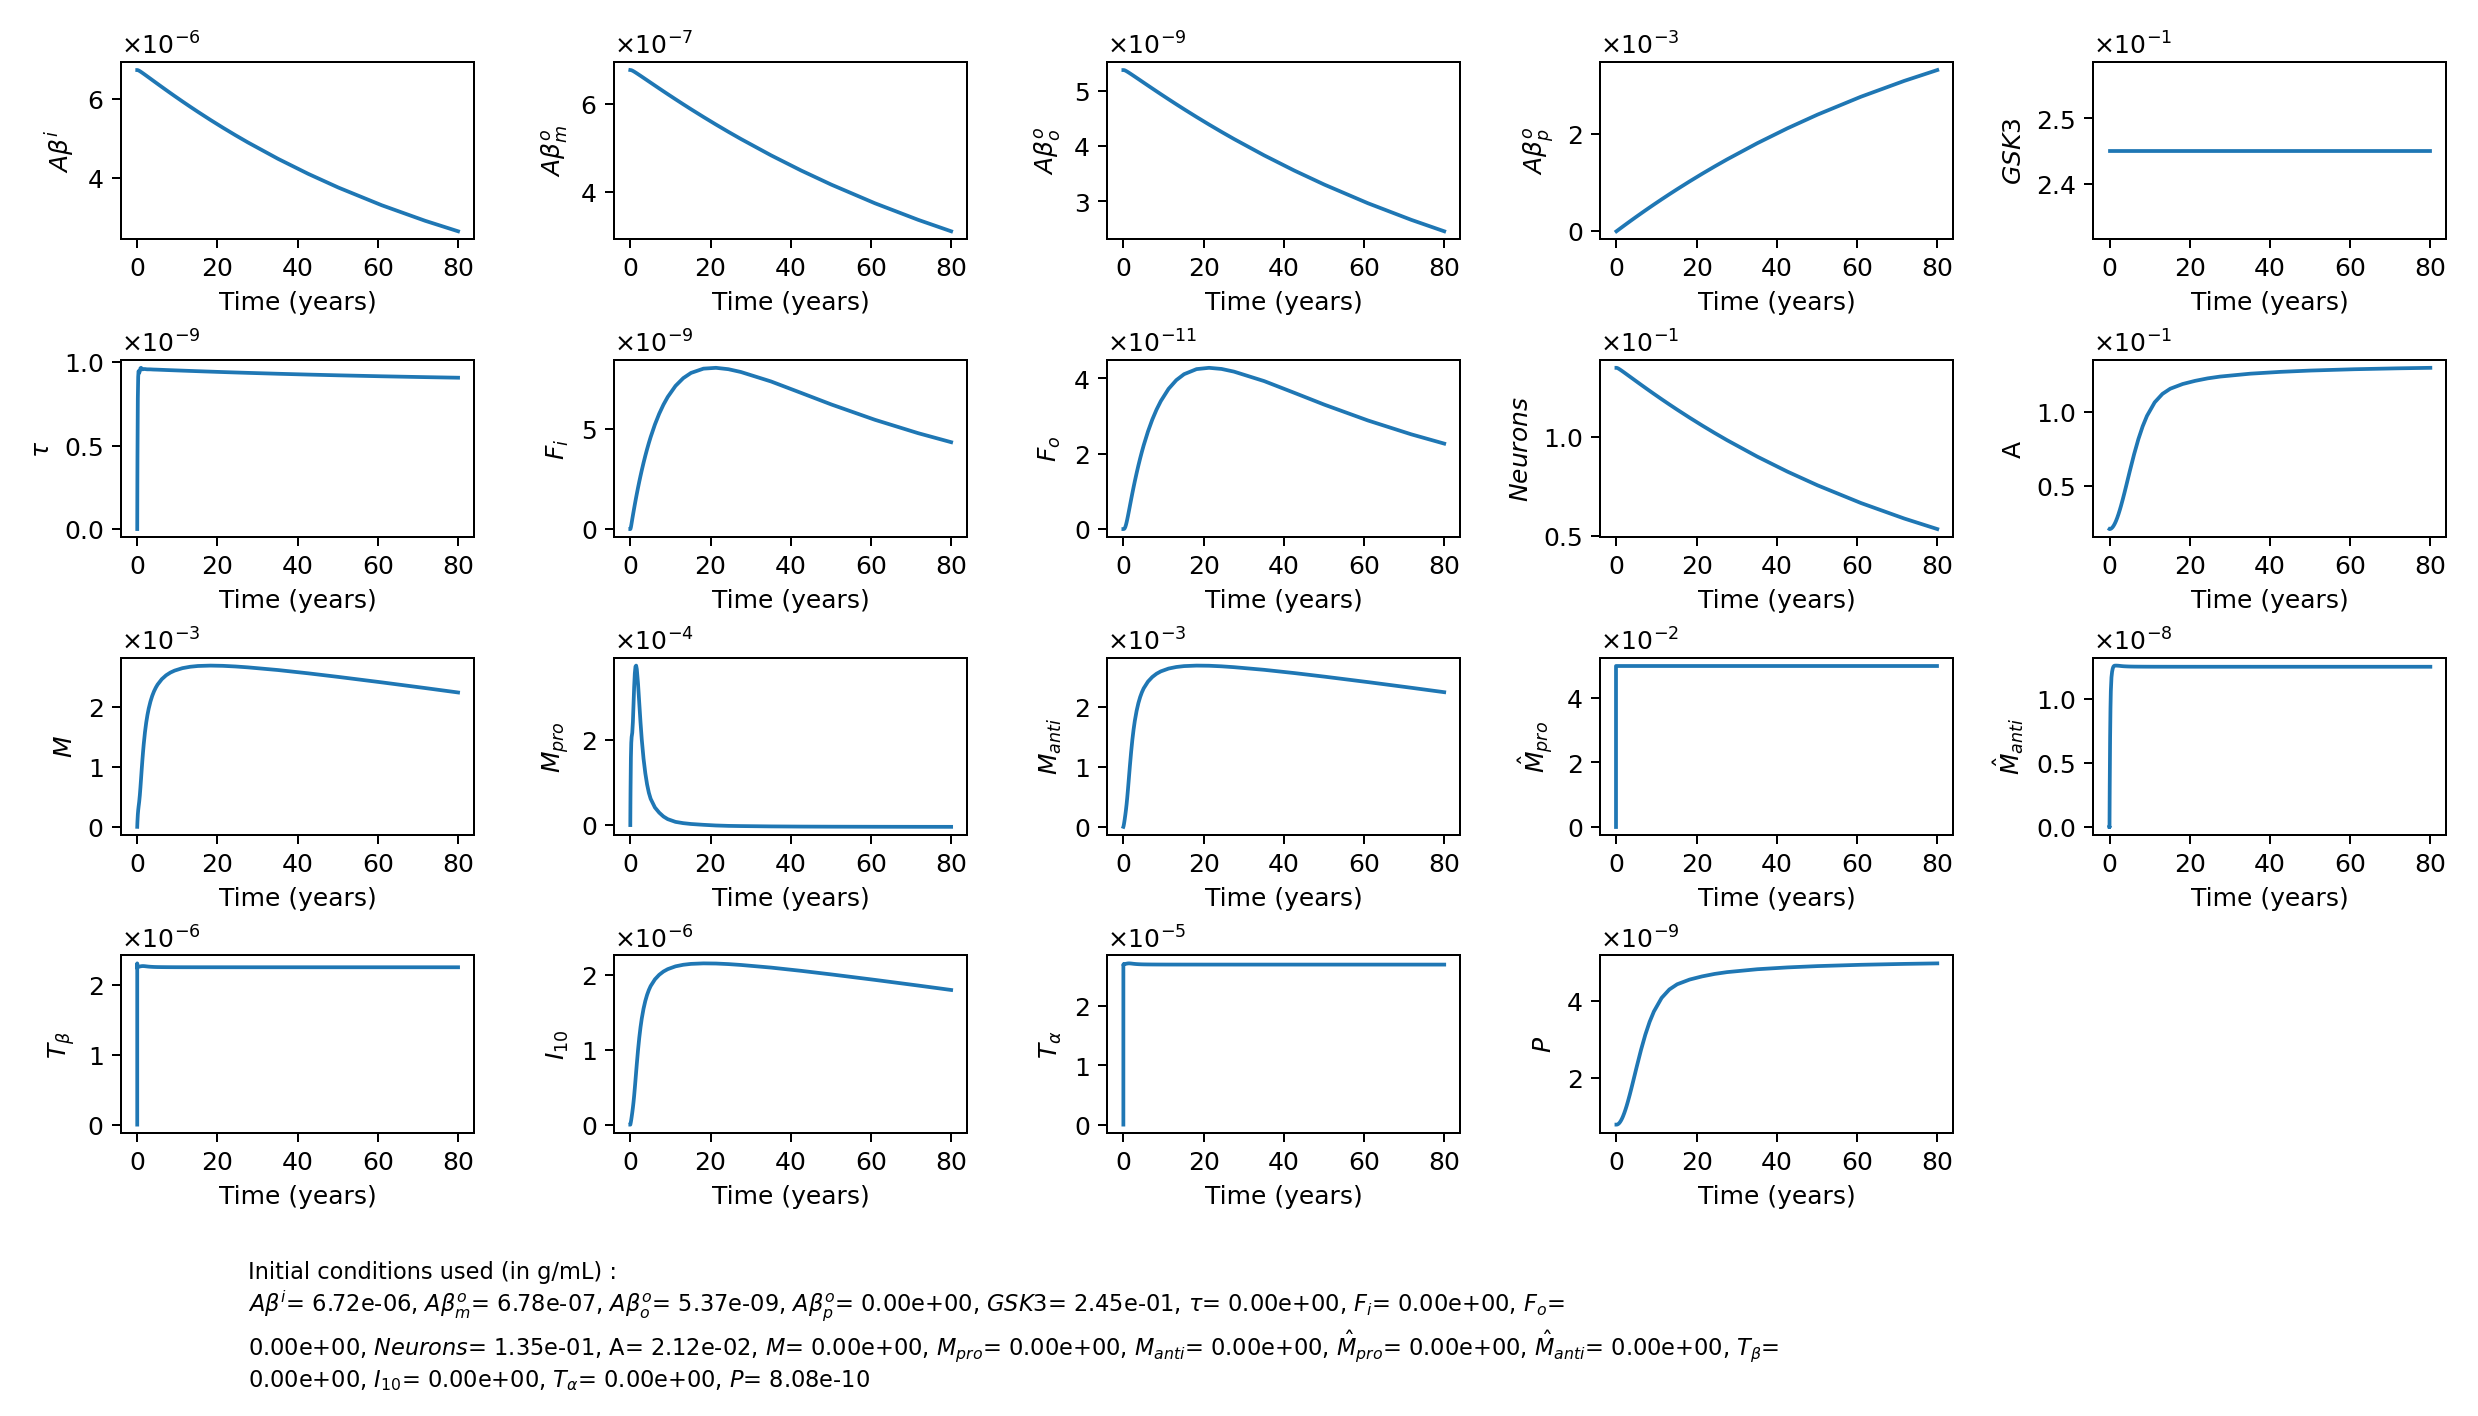 ×10⁻⁶ ×10⁻⁷ ×10⁻⁹ ×10⁻³ ×10⁻¹
Aβⁱ 6 4
Aβₘᵒ 6 4
Aβₒᵒ 5 4 3
Aβₚᵒ 2 0
GSK3 2.5 2.4
0 20 40 60 80 0 20 40 60 80 0 20 40 60 80 0 20 40 60 80 0 20 40 60 80
Time (years) Time (years) Time (years) Time (years) Time (years)
×10⁻⁹ ×10⁻⁹ ×10⁻¹¹ ×10⁻¹ ×10⁻¹
τ 1.0 0.5 0.0
Fᵢ 5 0
Fₒ 4 2 0
Neurons 1.0 0.5
A 1.0 0.5
0 20 40 60 80 0 20 40 60 80 0 20 40 60 80 0 20 40 60 80 0 20 40 60 80
Time (years) Time (years) Time (years) Time (years) Time (years)
×10⁻³ ×10⁻⁴ ×10⁻³ ×10⁻² ×10⁻⁸
M 2 1 0
M_pro 2 0
M_anti 2 1 0
M̂_pro 4 2 0
M̂_anti 1.0 0.5 0.0
0 20 40 60 80 0 20 40 60 80 0 20 40 60 80 0 20 40 60 80 0 20 40 60 80
Time (years) Time (years) Time (years) Time (years) Time (years)
×10⁻⁶ ×10⁻⁶ ×10⁻⁵ ×10⁻⁹
T_β 2 1 0
I₁₀ 2 1 0
T_α 2 1 0
P 4 2
0 20 40 60 80 0 20 40 60 80 0 20 40 60 80 0 20 40 60 80
Time (years) Time (years) Time (years) Time (years)
Initial conditions used (in g/mL) :
Aβⁱ= 6.72e-06, Aβₘᵒ= 6.78e-07, Aβₒᵒ= 5.37e-09, Aβₚᵒ= 0.00e+00, GSK3= 2.45e-01, τ= 0.00e+00, Fᵢ= 0.00e+00, Fₒ=
0.00e+00, Neurons= 1.35e-01, A= 2.12e-02, M= 0.00e+00, M_pro= 0.00e+00, M_anti= 0.00e+00, M̂_pro= 0.00e+00, M̂_anti= 0.00e+00, T_β=
0.00e+00, I₁₀= 0.00e+00, T_α= 0.00e+00, P= 8.08e-10